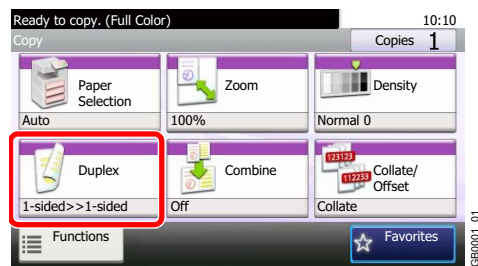 Ready to copy. (Full Color)
10:10
Copy
Copies 1
Paper
Selection
Auto
Zoom
100%
Density
Normal 0
Duplex
1-sided>>1-sided
Combine
Off
123123
112233
Collate/
Offset
Collate
Functions
Favorites
GB0001_01